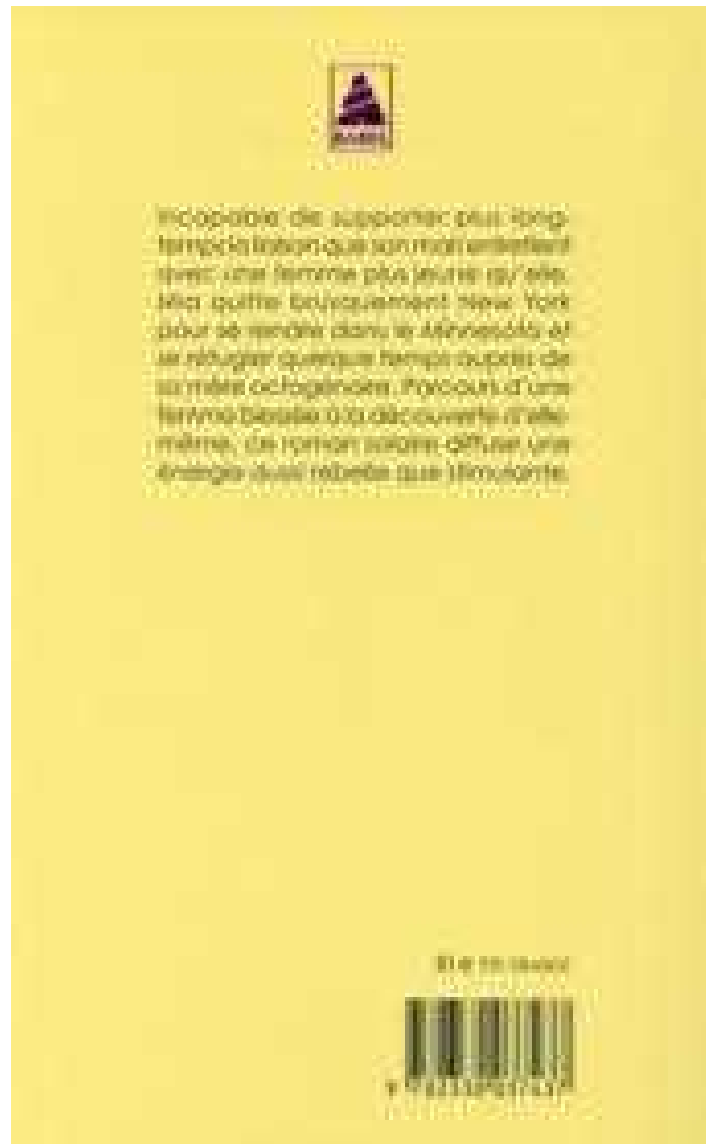 BABEL
Incapable de supporter plus long-
temps la liaison que son mari entretient
avec une femme plus jeune qu'elle,
Mia quitte brusquement New York
pour se rendre dans le Minnesota et
se réfugier quelque temps auprès de
sa mère octogénaire. Parcours d'une
femme blessée à la découverte d'elle-
même, ce roman solaire diffuse une
énergie aussi rebelle que stimulante.